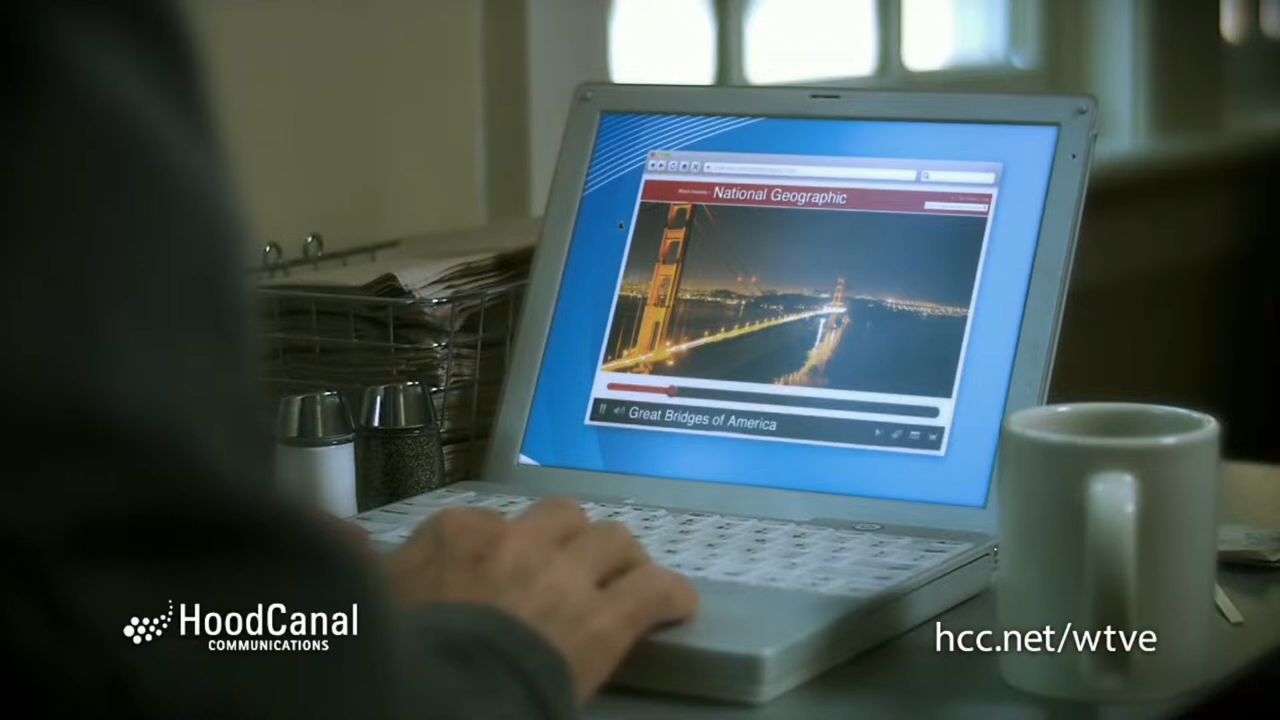 National Geographic
Great Bridges of America
HoodCanal
COMMUNICATIONS
hcc.net/wtve